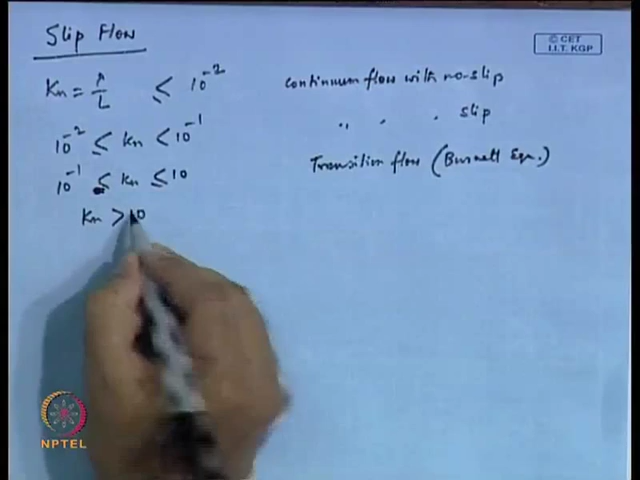 Slip Flow
© CET
I.I.T. KGP
Kn = λ/L ≤ 10⁻² continuum flow with no-slip
10⁻² ≤ Kn < 10⁻¹ " " " slip
10⁻¹ ≤ Kn ≤ 10 Transition flow (Burnett Eqn.)
Kn > 10
NPTEL